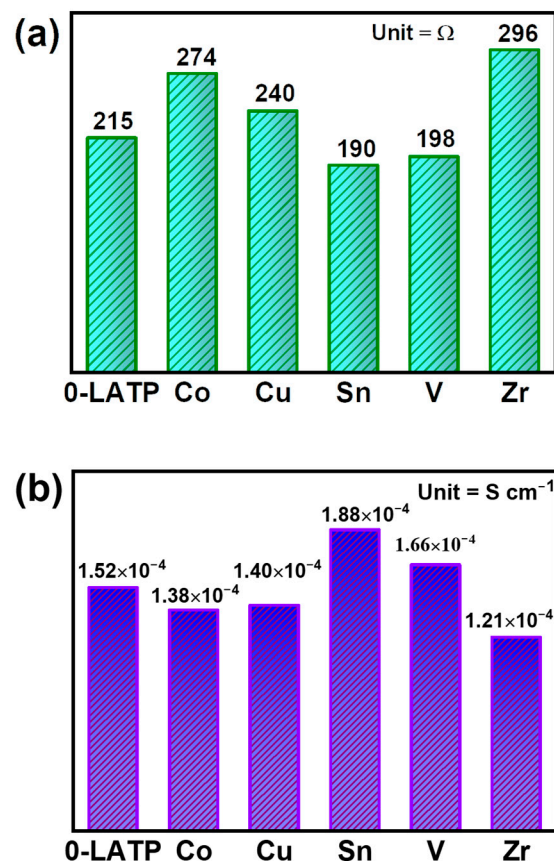 (a)
Unit = Ω
215
274
240
190
198
296
0-LATP Co Cu Sn V Zr
(b)
Unit = S cm⁻¹
1.52×10⁻⁴
1.38×10⁻⁴
1.40×10⁻⁴
1.88×10⁻⁴
1.66×10⁻⁴
1.21×10⁻⁴
0-LATP Co Cu Sn V Zr